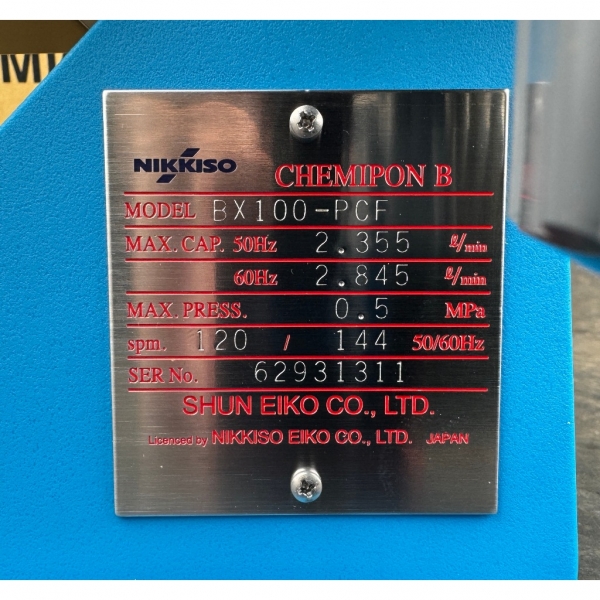 NIKKISO CHEMIPON B
MODEL BX100-PCF
MAX. CAP. 50Hz 2.355 ℓ/min
60Hz 2.845 ℓ/min
MAX. PRESS. 0.5 MPa
spm. 120 / 144 50/60Hz
SER No. 62931311
SHUN EIKO CO., LTD.
Licenced by NIKKISO EIKO CO., LTD. JAPAN